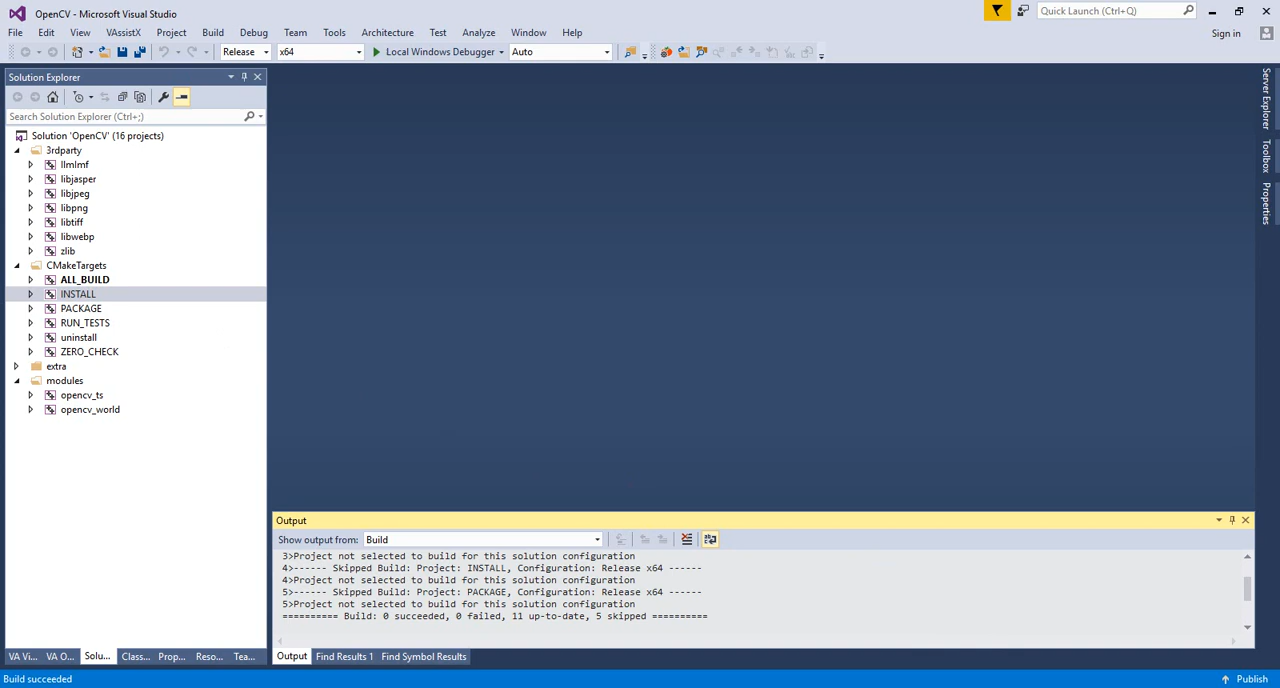 OpenCV - Microsoft Visual Studio
Quick Launch (Ctrl+Q)
File Edit View VAssistX Project Build Debug Team Tools Architecture Test Analyze Window Help
Sign in
Release x64 Local Windows Debugger Auto
Solution Explorer
Search Solution Explorer (Ctrl+;)
Solution 'OpenCV' (16 projects)
3rdparty
IlmImf
libjasper
libjpeg
libpng
libtiff
libwebp
zlib
CMakeTargets
ALL_BUILD
INSTALL
PACKAGE
RUN_TESTS
uninstall
ZERO_CHECK
extra
modules
opencv_ts
opencv_world
VA Vi... VA O... Solu... Class... Prop... Reso... Tea...
Server Explorer
Toolbox
Properties
Output
Show output from: Build
3>Project not selected to build for this solution configuration
4>------ Skipped Build: Project: INSTALL, Configuration: Release x64 ------
4>Project not selected to build for this solution configuration
5>------ Skipped Build: Project: PACKAGE, Configuration: Release x64 ------
5>Project not selected to build for this solution configuration
========== Build: 0 succeeded, 0 failed, 11 up-to-date, 5 skipped ==========
Output Find Results 1 Find Symbol Results
Build succeeded
Publish